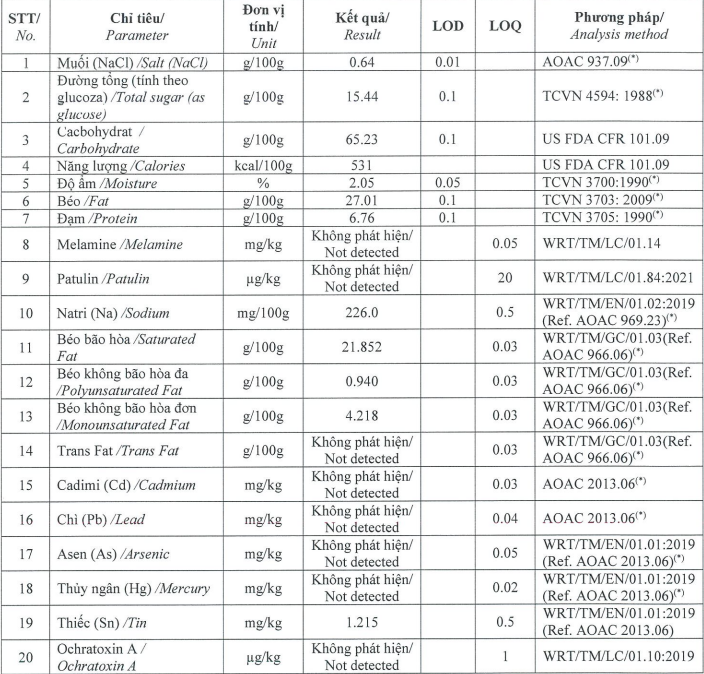 STT/ Chỉ tiêu/ Đơn vị tính/ Kết quả/ LOD LOQ Phương pháp/
No. Parameter Unit Result Analysis method
1 Muối (NaCl) /Salt (NaCl) g/100g 0.64 0.01 AOAC 937.09(*)
2 Đường tổng (tính theo
glucoza) /Total sugar (as g/100g 15.44 0.1 TCVN 4594: 1988(*)
glucose)
3 Cacbohydrat / g/100g 65.23 0.1 US FDA CFR 101.09
Carbohydrate
4 Năng lượng /Calories kcal/100g 531 US FDA CFR 101.09
5 Độ ẩm /Moisture % 2.05 0.05 TCVN 3700:1990(*)
6 Béo /Fat g/100g 27.01 0.1 TCVN 3703: 2009(*)
7 Đạm /Protein g/100g 6.76 0.1 TCVN 3705: 1990(*)
8 Melamine /Melamine mg/kg Không phát hiện/ 0.05 WRT/TM/LC/01.14
Not detected
9 Patulin /Patulin µg/kg Không phát hiện/ 20 WRT/TM/LC/01.84:2021
Not detected
10 Natri (Na) /Sodium mg/100g 226.0 0.5 WRT/TM/EN/01.02:2019
(Ref. AOAC 969.23)(*)
11 Béo bão hòa /Saturated g/100g 21.852 0.03 WRT/TM/GC/01.03(Ref.
Fat AOAC 966.06)(*)
12 Béo không bão hòa đa g/100g 0.940 0.03 WRT/TM/GC/01.03(Ref.
/Polyunsaturated Fat AOAC 966.06)(*)
13 Béo không bão hòa đơn g/100g 4.218 0.03 WRT/TM/GC/01.03(Ref.
/Monounsaturated Fat AOAC 966.06)(*)
14 Trans Fat /Trans Fat g/100g Không phát hiện/ 0.03 WRT/TM/GC/01.03(Ref.
Not detected AOAC 966.06)(*)
15 Cadimi (Cd) /Cadmium mg/kg Không phát hiện/ 0.03 AOAC 2013.06(*)
Not detected
16 Chì (Pb) /Lead mg/kg Không phát hiện/ 0.04 AOAC 2013.06(*)
Not detected
17 Asen (As) /Arsenic mg/kg Không phát hiện/ 0.05 WRT/TM/EN/01.01:2019
Not detected (Ref. AOAC 2013.06)(*)
18 Thủy ngân (Hg) /Mercury mg/kg Không phát hiện/ 0.02 WRT/TM/EN/01.01:2019
Not detected (Ref. AOAC 2013.06)(*)
19 Thiếc (Sn) /Tin mg/kg 1.215 0.5 WRT/TM/EN/01.01:2019
(Ref. AOAC 2013.06)
20 Ochratoxin A / µg/kg Không phát hiện/ 1 WRT/TM/LC/01.10:2019
Ochratoxin A Not detected